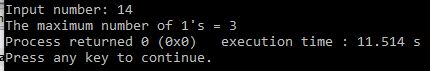 Input number: 14
The maximum number of 1's = 3
Process returned 0 (0x0)   execution time : 11.514 s
Press any key to continue.